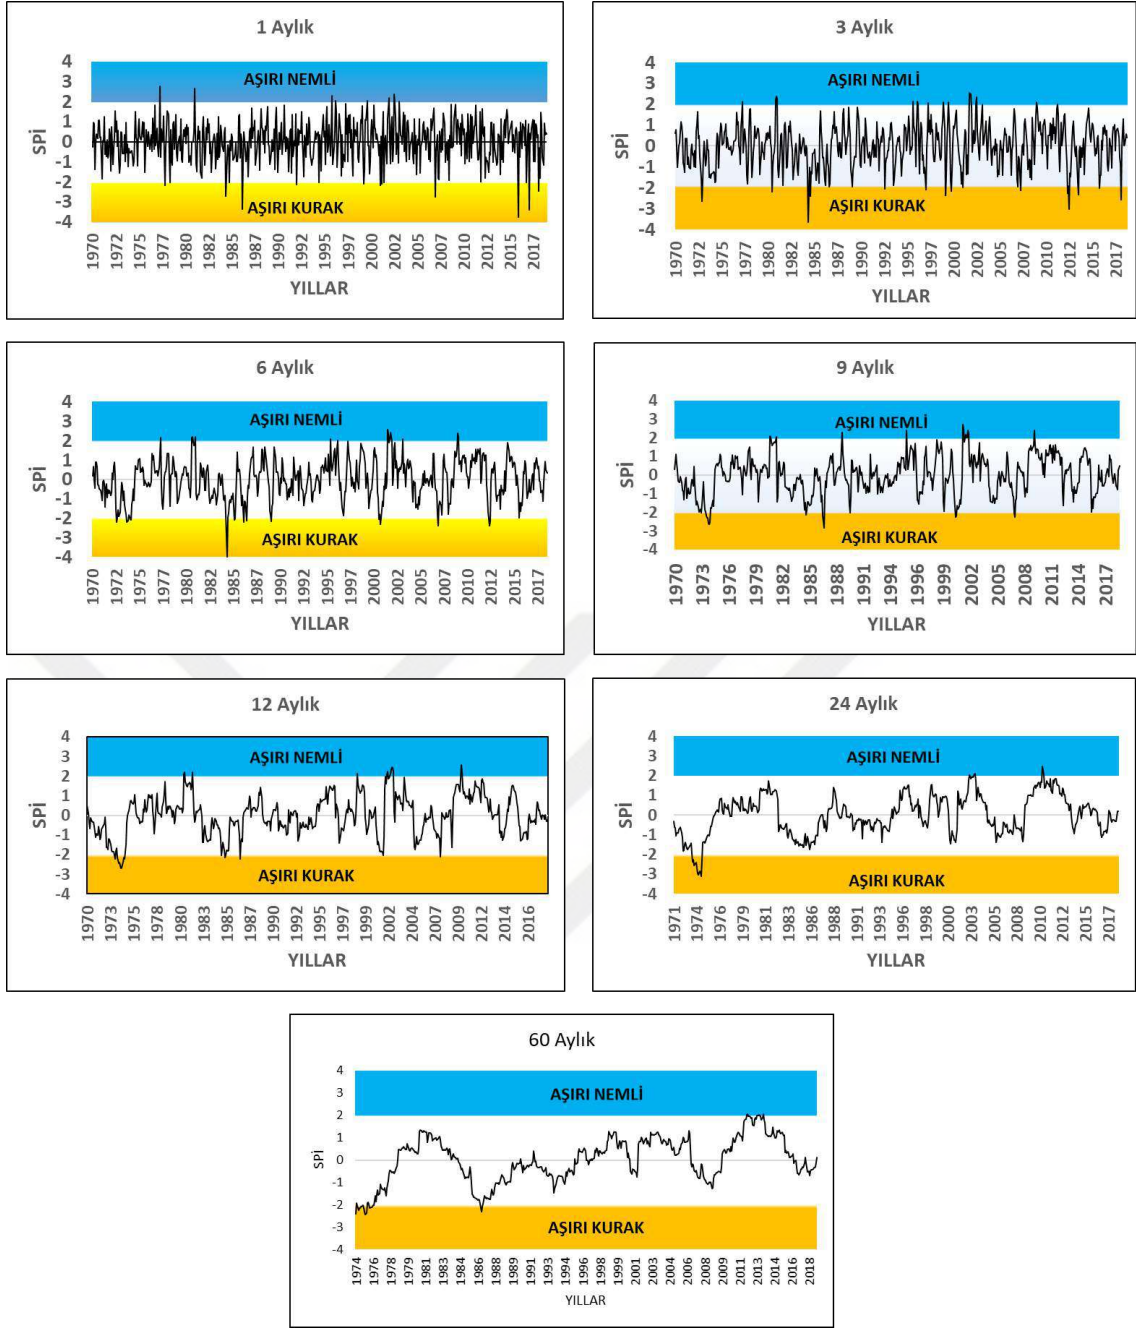 1 Aylık
4
3
2
1
0
-1
-2
-3
-4
SPİ
AŞIRI NEMLİ
AŞIRI KURAK
1970 1972 1975 1977 1980 1982 1985 1987 1990 1992 1995 1997 2000 2002 2005 2007 2010 2012 2015 2017
YILLAR
3 Aylık
4
3
2
1
0
-1
-2
-3
-4
SPİ
AŞIRI NEMLİ
AŞIRI KURAK
1970 1972 1975 1977 1980 1982 1985 1987 1990 1992 1995 1997 2000 2002 2005 2007 2010 2012 2015 2017
YILLAR
6 Aylık
4
3
2
1
0
-1
-2
-3
-4
SPİ
AŞIRI NEMLİ
AŞIRI KURAK
1970 1972 1975 1977 1980 1982 1985 1987 1990 1992 1995 1997 2000 2002 2005 2007 2010 2012 2015 2017
YILLAR
9 Aylık
4
3
2
1
0
-1
-2
-3
-4
SPİ
AŞIRI NEMLİ
AŞIRI KURAK
1970 1973 1976 1979 1982 1985 1988 1991 1994 1996 1999 2002 2005 2008 2011 2014 2017
YILLAR
12 Aylık
4
3
2
1
0
-1
-2
-3
-4
SPİ
AŞIRI NEMLİ
AŞIRI KURAK
1970 1973 1975 1978 1980 1983 1985 1987 1990 1992 1995 1997 1999 2002 2004 2007 2009 2012 2014 2016
YILLAR
24 Aylık
4
3
2
1
0
-1
-2
-3
-4
SPİ
AŞIRI NEMLİ
AŞIRI KURAK
1971 1974 1976 1979 1981 1983 1986 1988 1991 1993 1996 1998 2000 2003 2005 2008 2010 2012 2015 2017
YILLAR
60 Aylık
4
3
2
1
0
-1
-2
-3
-4
SPİ
AŞIRI NEMLİ
AŞIRI KURAK
1974 1976 1978 1979 1981 1983 1984 1986 1988 1989 1991 1993 1994 1996 1998 1999 2001 2003 2004 2006 2008 2009 2011 2013 2014 2016 2018
YILLAR